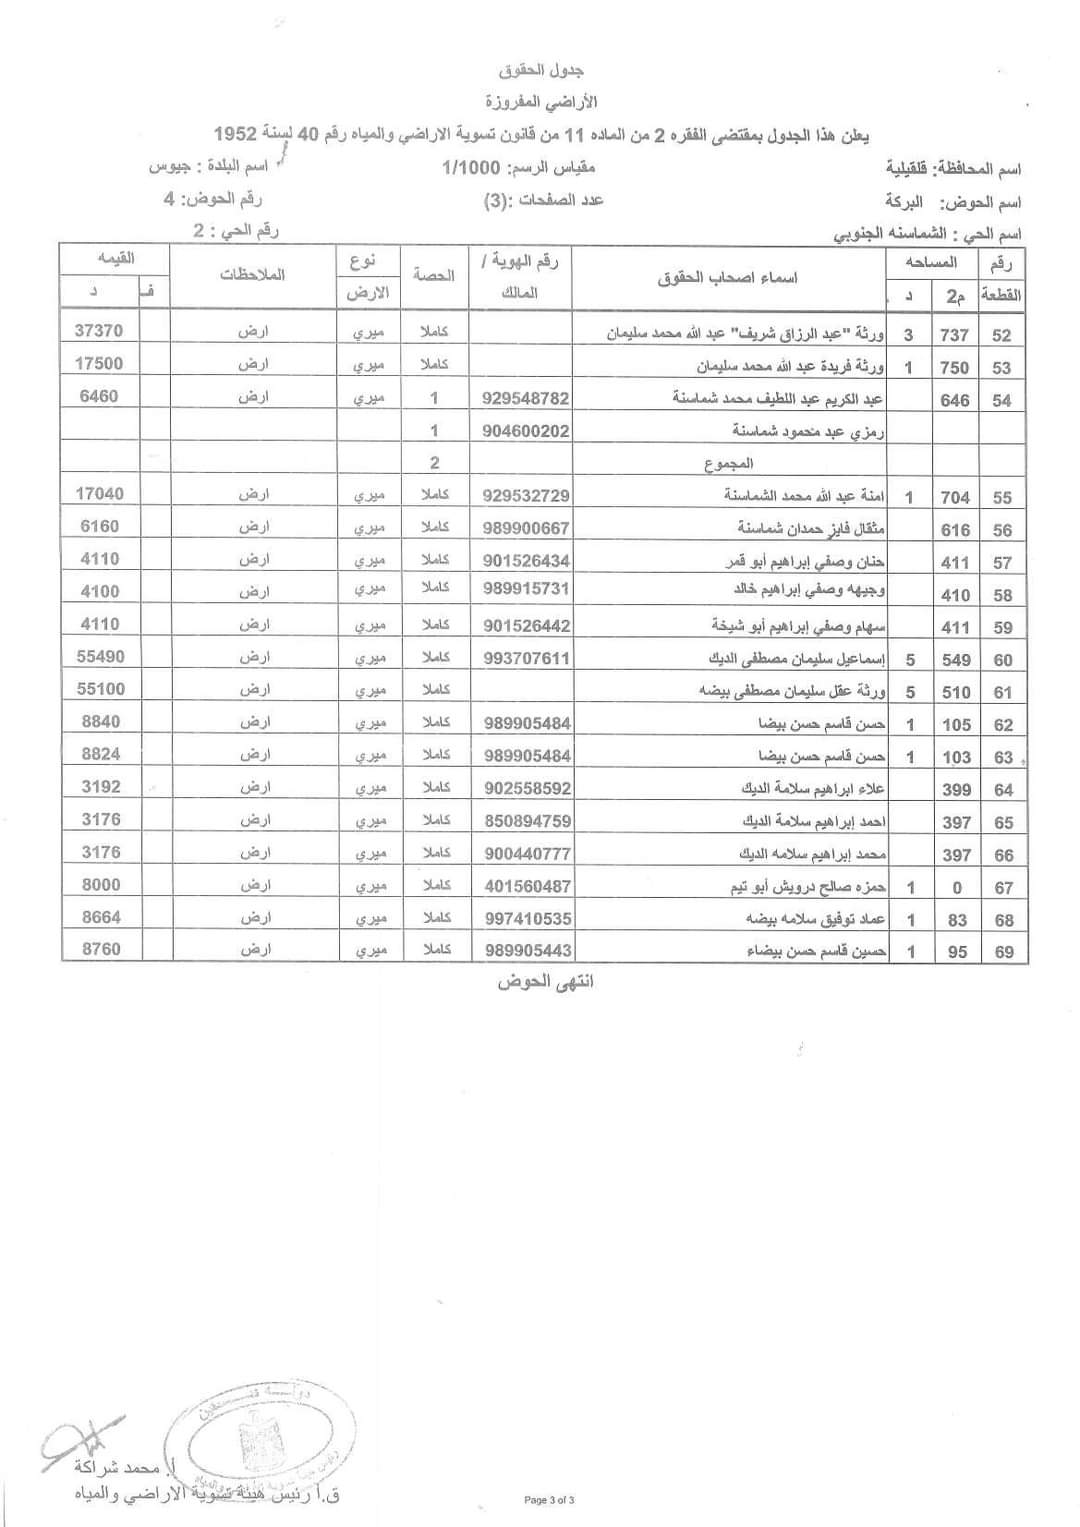 جدول الحقوق
الأراضي المفروزة
يعلن هذا الجدول بمقتضى الفقره 2 من الماده 11 من قانون تسوية الاراضي والمياه رقم 40 لسنة 1952
اسم المحافظة: قلقيلية مقياس الرسم: 1/1000 اسم البلدة : جيوس
اسم الحوض: البركة عدد الصفحات :(3) رقم الحوض: 4
اسم الحي : الشماسنه الجنوبي رقم الحي : 2
رقم القطعة المساحه اسماء اصحاب الحقوق رقم الهوية / المالك الحصة نوع الارض الملاحظات القيمه
د م2 ف د
52 737 3 ورثة "عبد الرزاق شريف" عبد الله محمد سليمان كاملا ميري ارض 37370
53 750 1 ورثة فريدة عبد الله محمد سليمان كاملا ميري ارض 17500
54 646 عبد الكريم عبد اللطيف محمد شماسنة 929548782 1 ميري ارض 6460
رمزي عبد محمود شماسنة 904600202 1
المجموع 2
55 704 1 امنة عبد الله محمد الشماسنة 929532729 كاملا ميري ارض 17040
56 616 مثقال فايز حمدان شماسنة 989900667 كاملا ميري ارض 6160
57 411 حنان وصفي إبراهيم أبو قمر 901526434 كاملا ميري ارض 4110
58 410 وجيهه وصفي إبراهيم خالد 989915731 كاملا ميري ارض 4100
59 411 سهام وصفي إبراهيم أبو شيخة 901526442 كاملا ميري ارض 4110
60 549 5 إسماعيل سليمان مصطفى الديك 993707611 كاملا ميري ارض 55490
61 510 5 ورثة عقل سليمان مصطفى بيضه كاملا ميري ارض 55100
62 105 1 حسن قاسم حسن بيضا 989905484 كاملا ميري ارض 8840
63 103 1 حسن قاسم حسن بيضا 989905484 كاملا ميري ارض 8824
64 399 علاء ابراهيم سلامة الديك 902558592 كاملا ميري ارض 3192
65 397 احمد إبراهيم سلامة الديك 850894759 كاملا ميري ارض 3176
66 397 محمد إبراهيم سلامه الديك 900440777 كاملا ميري ارض 3176
67 0 1 حمزه صالح درويش أبو تيم 401560487 كاملا ميري ارض 8000
68 83 1 عماد توفيق سلامه بيضه 997410535 كاملا ميري ارض 8664
69 95 1 حسين قاسم حسن بيضاء 989905443 كاملا ميري ارض 8760
انتهى الحوض
دولة فلسطين
أ. محمد شراكة
ق.أ رئيس هيئة تسوية الاراضي والمياه
Page 3 of 3